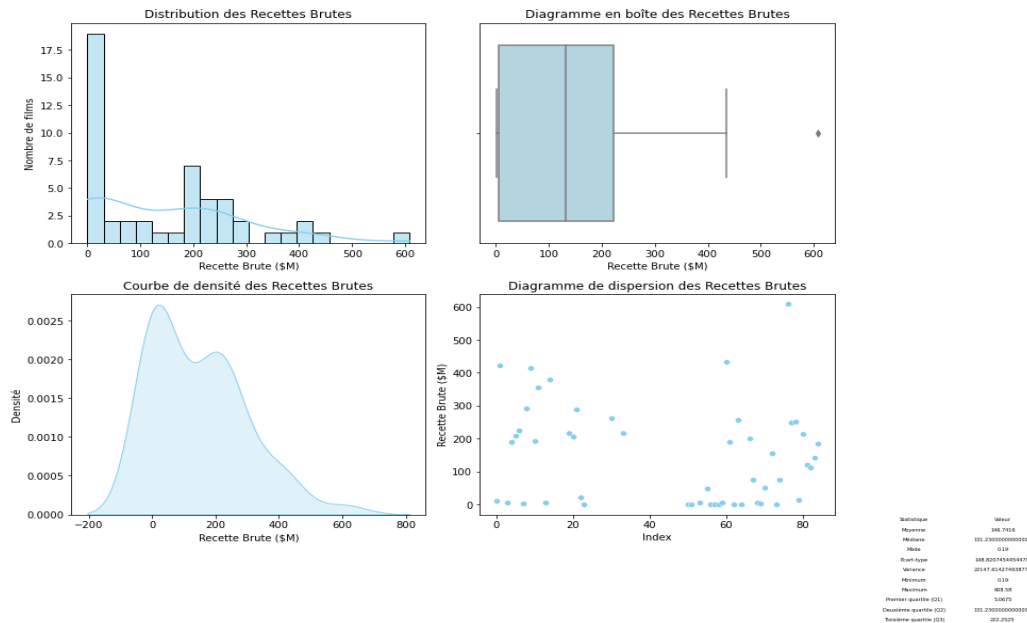 Distribution des Recettes Brutes
Nombre de films
17.5
15.0
12.5
10.0
7.5
5.0
2.5
0.0
0 100 200 300 400 500 600
Recette Brute ($M)
Diagramme en boîte des Recettes Brutes
0 100 200 300 400 500 600
Recette Brute ($M)
Courbe de densité des Recettes Brutes
Densité
0.0025
0.0020
0.0015
0.0010
0.0005
0.0000
−200 0 200 400 600 800
Recette Brute ($M)
Diagramme de dispersion des Recettes Brutes
Recette Brute ($M)
600
500
400
300
200
100
0
0 20 40 60 80
Index
Statistique Valeur
Moyenne 146.7416
Médiane
Mode 0.19
Écart-type
Variance
Minimum 0.19
Maximum 608.58
Premier quartile (Q1) 5.0675
Deuxième quartile (Q2)
Troisième quartile (Q3) 222.2525